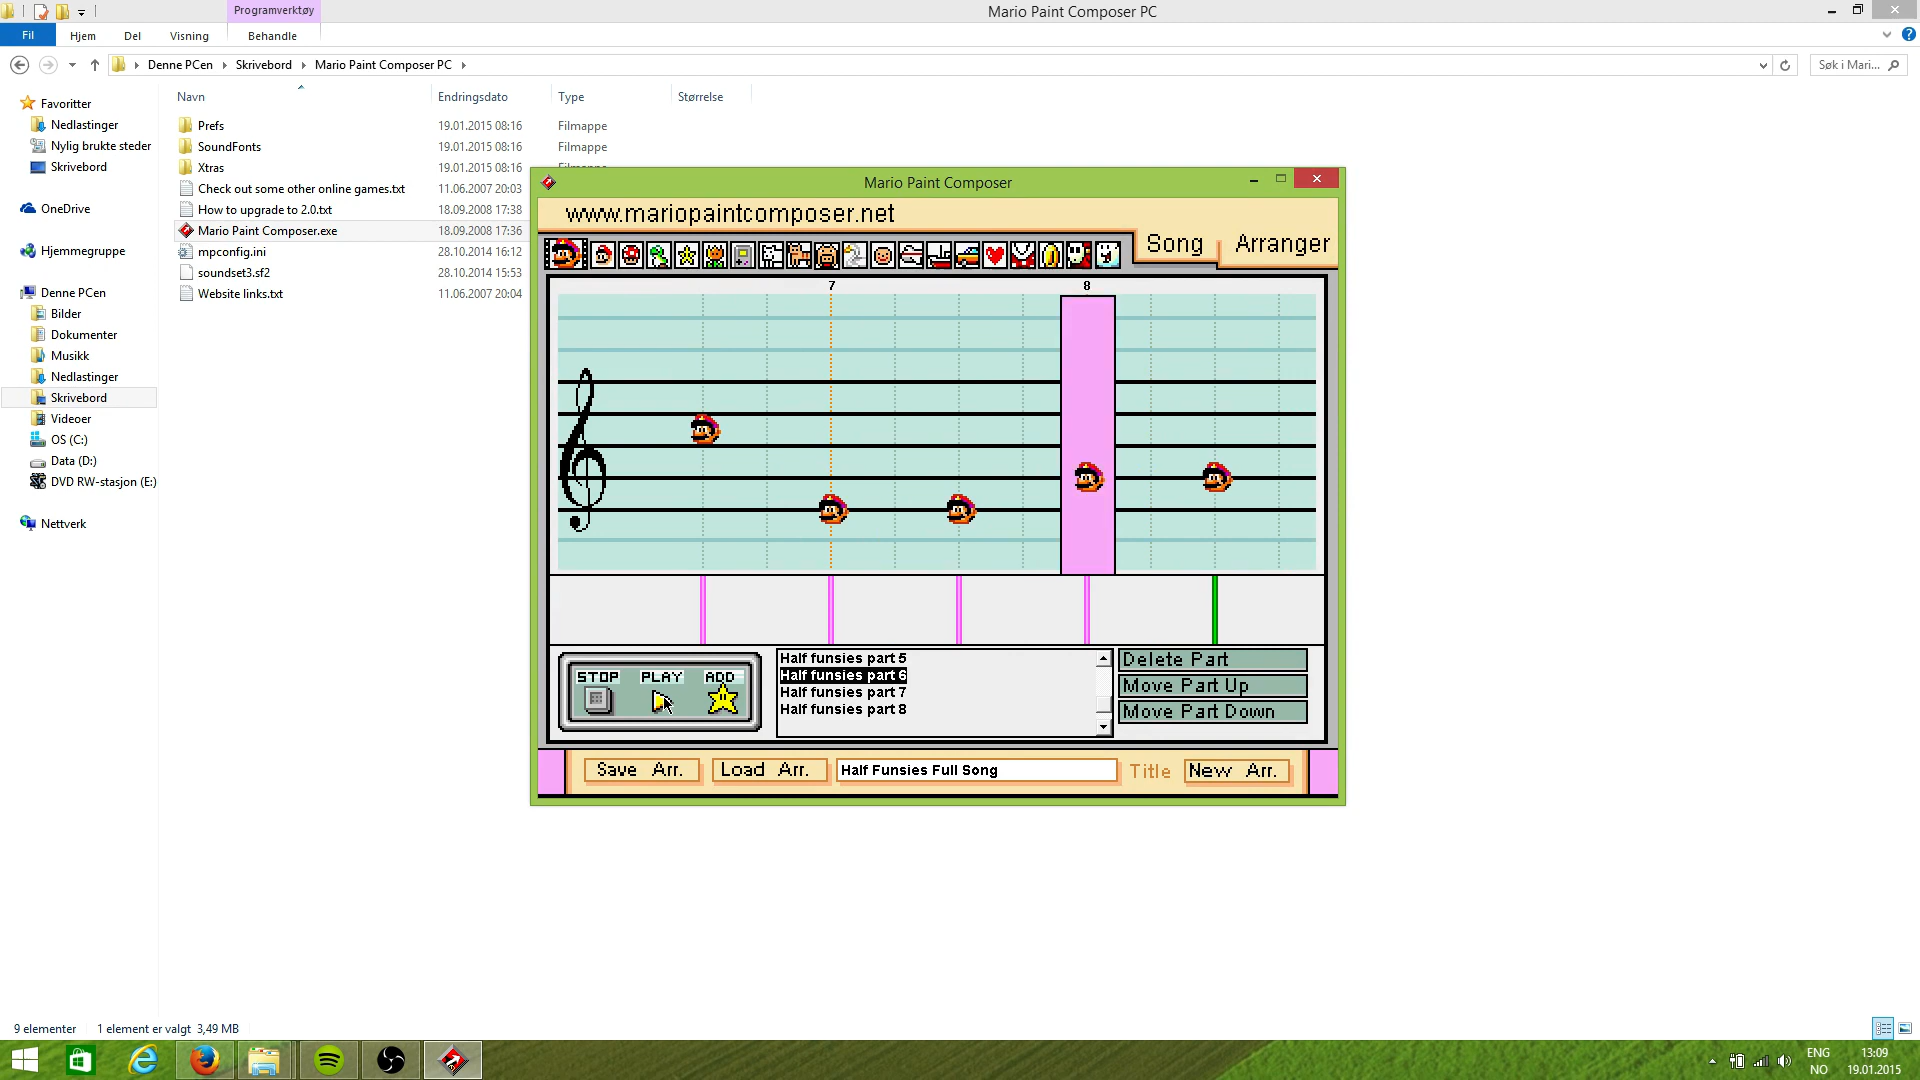 Programverktøy
Mario Paint Composer PC
Fil
Hjem
Del
Visning
Behandle
Denne PCen
Skrivebord
Mario Paint Composer PC
Søk i Mari...
Navn
Endringsdato
Type
Størrelse
Favoritter
Nedlastinger
Nylig brukte steder
Skrivebord
OneDrive
Hjemmegruppe
Denne PCen
Bilder
Dokumenter
Musikk
Nedlastinger
Skrivebord
Videoer
OS (C:)
Data (D:)
DVD RW-stasjon (E:)
Nettverk
Prefs 19.01.2015 08:16 Filmappe
SoundFonts 19.01.2015 08:16 Filmappe
Xtras 19.01.2015 08:16 Filmappe
Check out some other online games.txt 11.06.2007 20:03
How to upgrade to 2.0.txt 18.09.2008 17:38
Mario Paint Composer.exe 18.09.2008 17:36
mpconfig.ini 28.10.2014 16:12
soundset3.sf2 28.10.2014 15:53
Website links.txt 11.06.2007 20:04
Mario Paint Composer
www.mariopaintcomposer.net
Song
Arranger
7
8
STOP
PLAY
ADD
Half funsies part 5
Half funsies part 6
Half funsies part 7
Half funsies part 8
Delete Part
Move Part Up
Move Part Down
Save Arr.
Load Arr.
Half Funsies Full Song
Title
New Arr.
9 elementer
1 element er valgt 3,49 MB
ENG
NO
13:09
19.01.2015